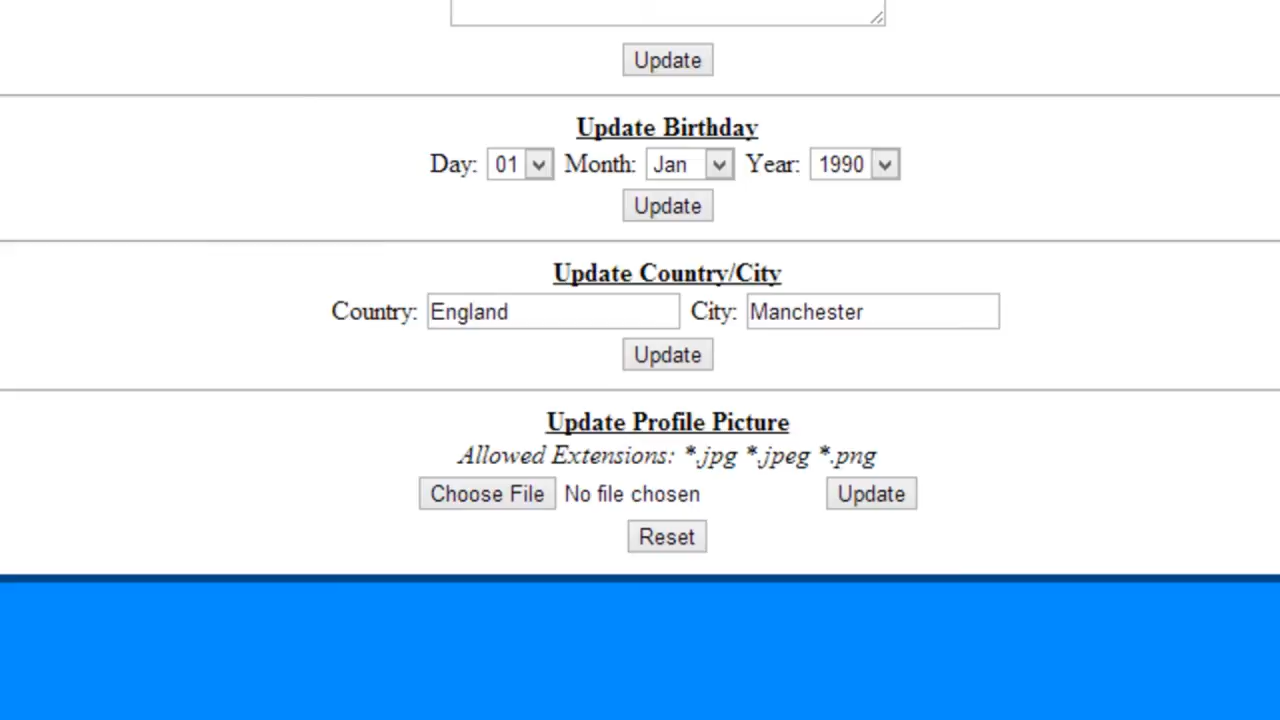 Update
Update Birthday
Day: 01 Month: Jan Year: 1990
Update
Update Country/City
Country: England City: Manchester
Update
Update Profile Picture
Allowed Extensions: *.jpg *.jpeg *.png
Choose File No file chosen Update
Reset